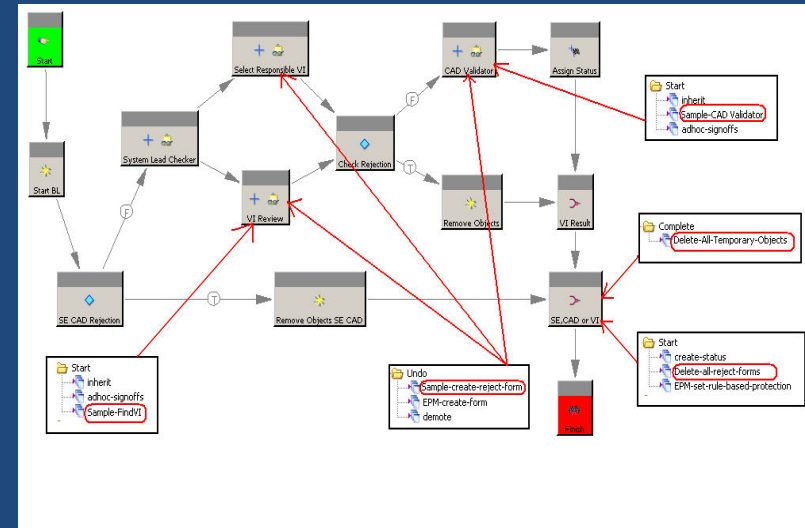 Start
Select Responsible VI
CAD Validator
Assign Status
Start
inherit
Sample-CAD Validator
adhoc-signoffs
F
System Lead Checker
Check Rejection
Start BL
T
VI Review
Remove Objects
VI Result
F
Complete
Delete-All-Temporary-Objects
SE CAD Rejection
T
Remove Objects SE CAD
SE,CAD or VI
Start
create-status
Delete-all-reject-forms
EPM-set-rule-based-protection
Start
inherit
adhoc-signoffs
Sample-FindVI
Undo
Sample-create-reject-form
EPM-create-form
demote
Finish